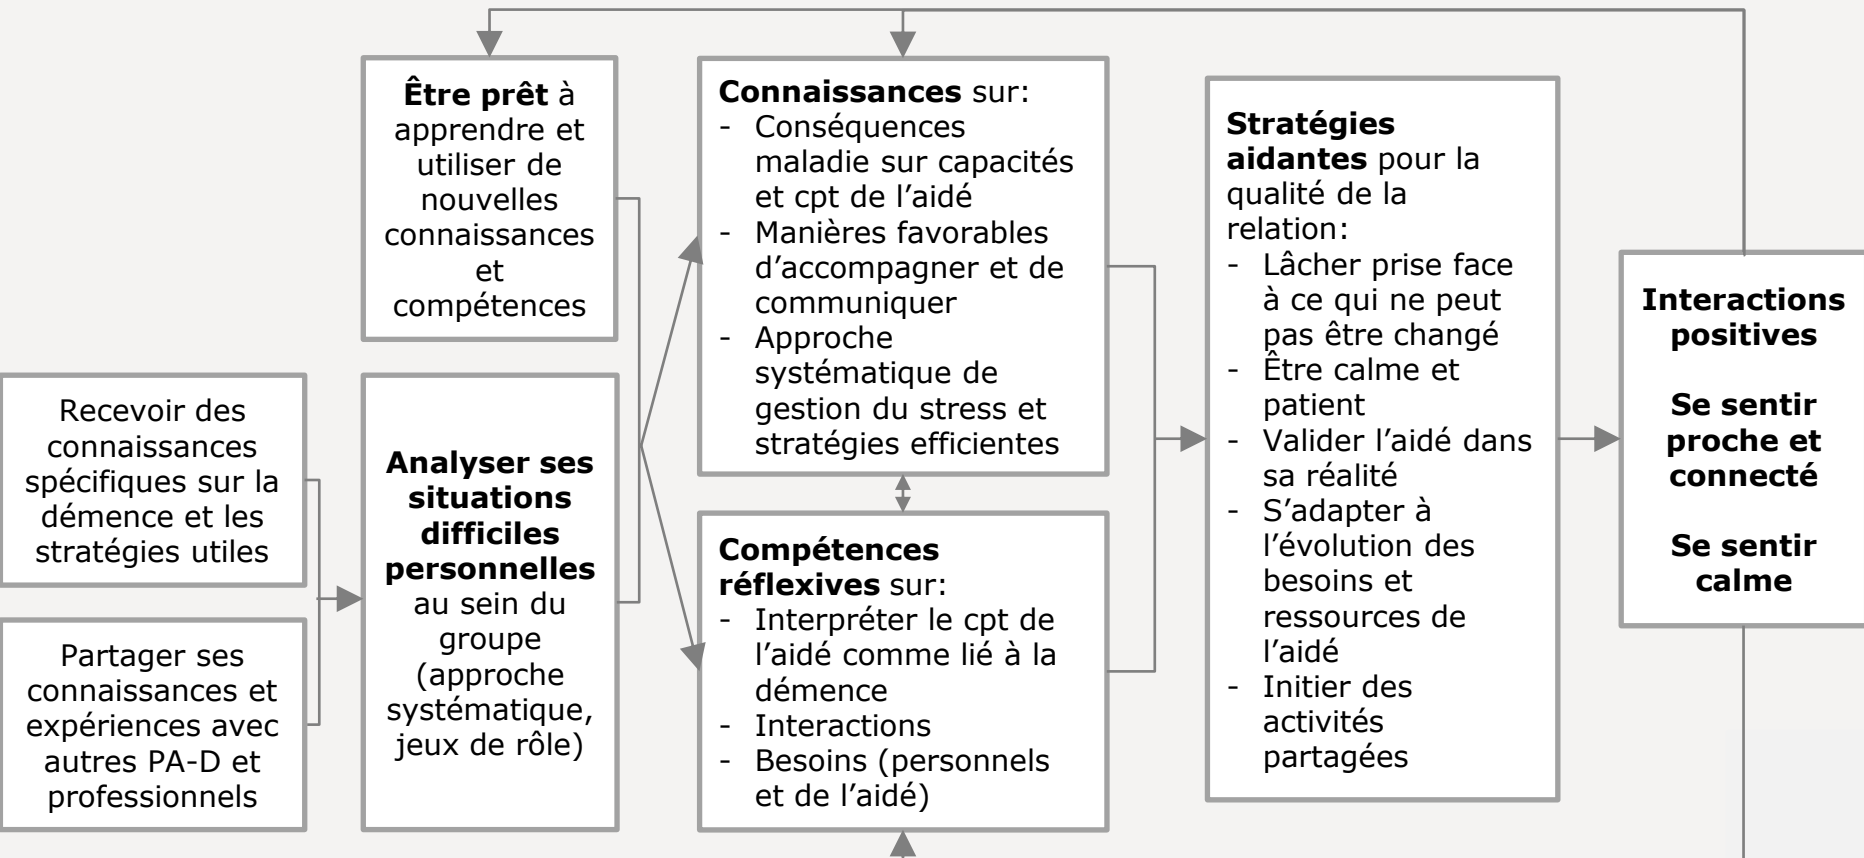 Être prêt à
apprendre et
utiliser de
nouvelles
connaissances
et
compétences
Recevoir des
connaissances
spécifiques sur la
démence et les
stratégies utiles
Partager ses
connaissances et
expériences avec
autres PA-D et
professionnels
Analyser ses
situations
difficiles
personnelles
au sein du
groupe
(approche
systématique,
jeux de rôle)
Connaissances sur:
- Conséquences
maladie sur capacités
et cpt de l’aidé
- Manières favorables
d’accompagner et de
communiquer
- Approche
systématique de
gestion du stress et
stratégies efficientes
Compétences
réflexives sur:
- Interpréter le cpt de
l’aidé comme lié à la
démence
- Interactions
- Besoins (personnels
et de l’aidé)
Stratégies
aidantes pour la
qualité de la
relation:
- Lâcher prise face
à ce qui ne peut
pas être changé
- Être calme et
patient
- Valider l’aidé dans
sa réalité
- S’adapter à
l’évolution des
besoins et
ressources de
l’aidé
- Initier des
activités
partagées
Interactions
positives
Se sentir
proche et
connecté
Se sentir
calme